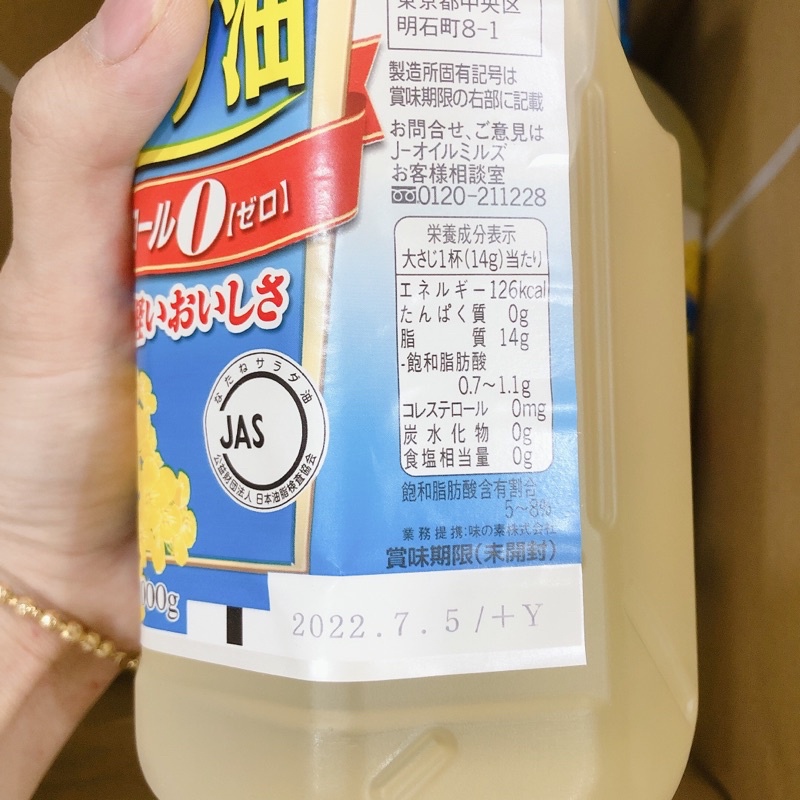 油
東京都中央区
明石町8-1
製造所固有記号は
賞味期限の右部に記載
お問合せ、ご意見は
J-オイルミルズ
お客様相談室
0120-211228
ール0【ゼロ】
軽いおいしさ
栄養成分表示
大さじ1杯(14g)当たり
エネルギー 126kcal
たんぱく質 0g
脂質 14g
-飽和脂肪酸
0.7〜1.1g
コレステロール 0mg
炭水化物 0g
食塩相当量 0g
なたねサラダ油
JAS
公益財団法人 日本油脂検査協会
飽和脂肪酸含有割合
5〜8%
業務提携:味の素株式会社
賞味期限(未開封)
00g
2022.7.5/+Y